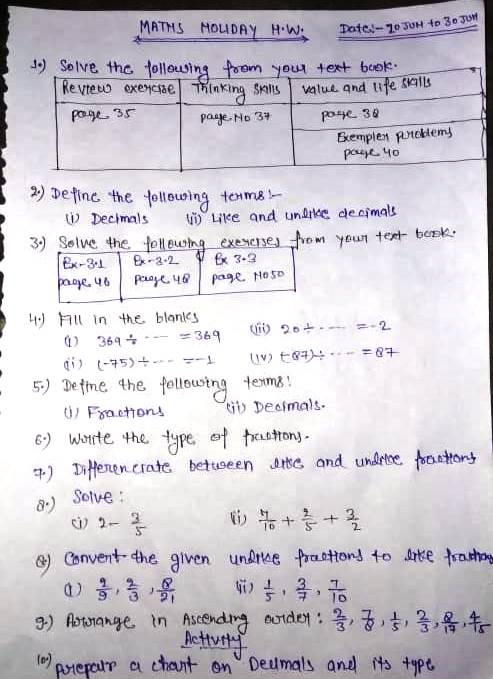 MATHS HOLIDAY H.W. Date:- 20 JUN to 30 JUN
1.) Solve the following from your text book.
Review exercise Thinking Skills value and life skills
page 35 page No 37 page 38
Exempler problems
page 40
2.) Define the following terms:-
(i) Decimals (ii) Like and unlike decimals
3.) Solve the following exercises from your text book.
Ex-3.1 Ex-3.2 Ex 3.3
page 46 page 48 page No 50
4.) Fill in the blanks
(i) 369 ÷ ---- = 369 (iii) 20 ÷ ---- = -2
(ii) (-75) ÷ ---- = -1 (iv) (-87) ÷ ---- = 87
5.) Define the following terms:
(i) Fractions (ii) Decimals.
6.) Write the type of fractions.
7.) Differenciate between like and unlike fractions
8.) Solve :
(i) 2 - 3/5 (ii) 7/10 + 2/5 + 3/2
Convert the given unlike fractions to like fractions
(i) 2/9, 2/3, 8/21 (ii) 1/5, 3/7, 7/10
9.) Arrange in Ascending order : 2/3, 7/8, 1/5, 2/3, 8/17, 4/15
Activity
(10) prepair a chart on Decimals and its type